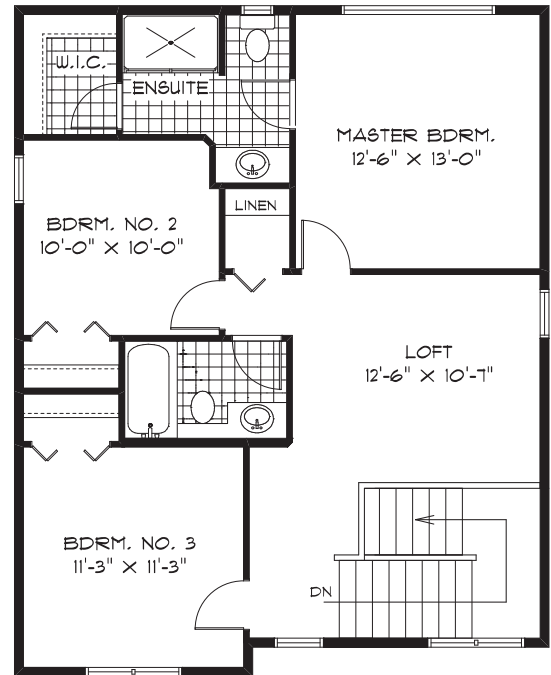 W.I.C.
ENSUITE
MASTER BDRM.
12'-6" X 13'-0"
LINEN
BDRM. NO. 2
10'-0" X 10'-0"
LOFT
12'-6" X 10'-7"
BDRM. NO. 3
11'-3" X 11'-3"
DN